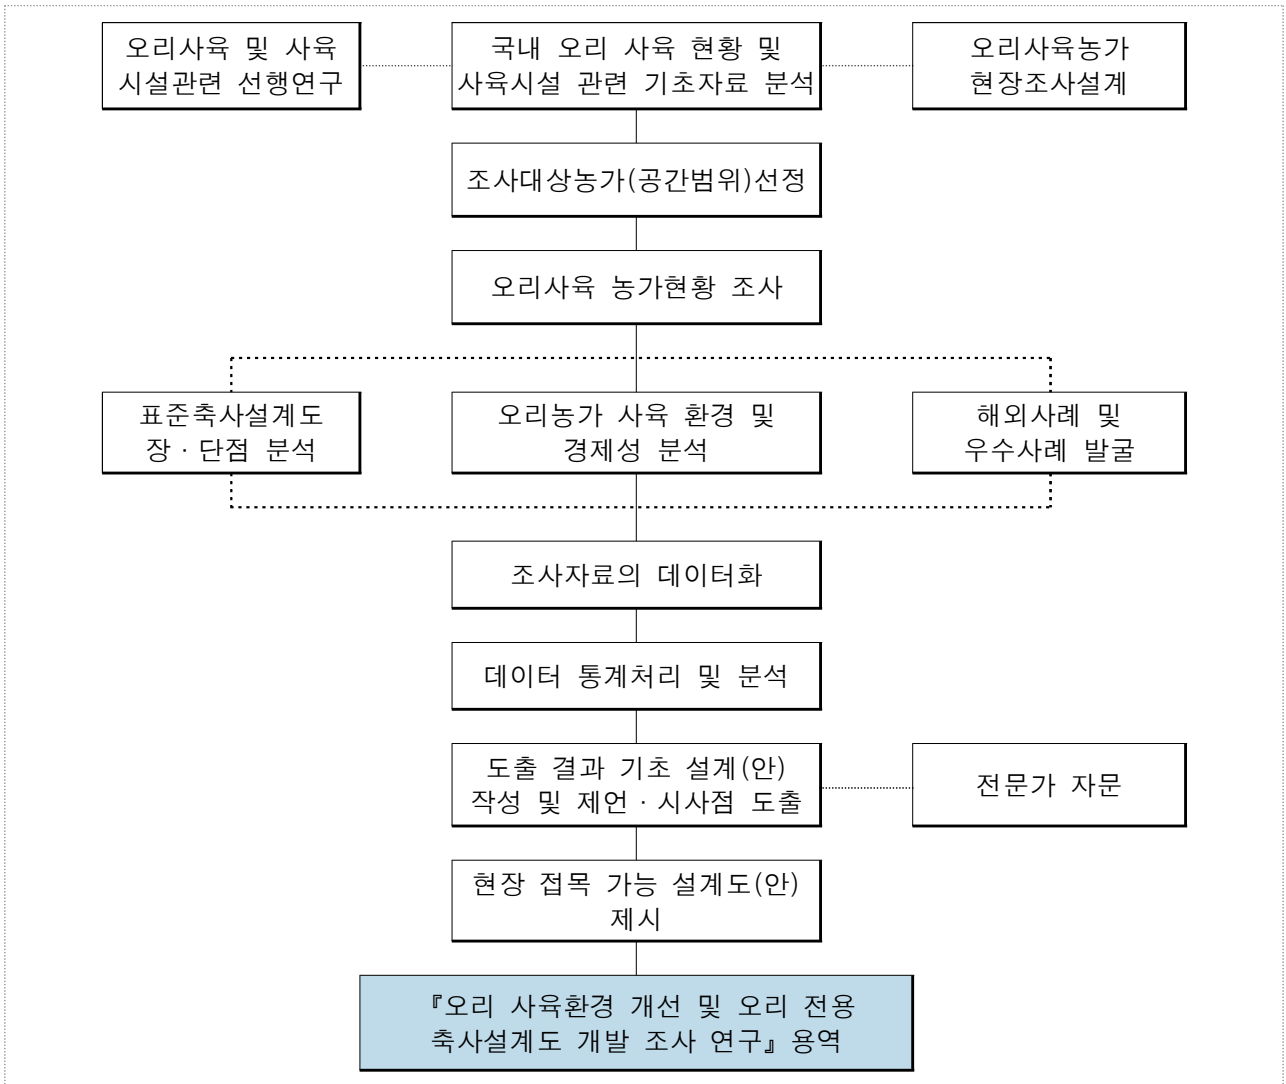 오리사육 및 사육
시설관련 선행연구
국내 오리 사육 현황 및
사육시설 관련 기초자료 분석
오리사육농가
현장조사설계
조사대상농가(공간범위)선정
오리사육 농가현황 조사
표준축사설계도
장·단점 분석
오리농가 사육 환경 및
경제성 분석
해외사례 및
우수사례 발굴
조사자료의 데이터화
데이터 통계처리 및 분석
도출 결과 기초 설계(안)
작성 및 제언·시사점 도출
전문가 자문
현장 접목 가능 설계도(안)
제시
『오리 사육환경 개선 및 오리 전용
축사설계도 개발 조사 연구』용역